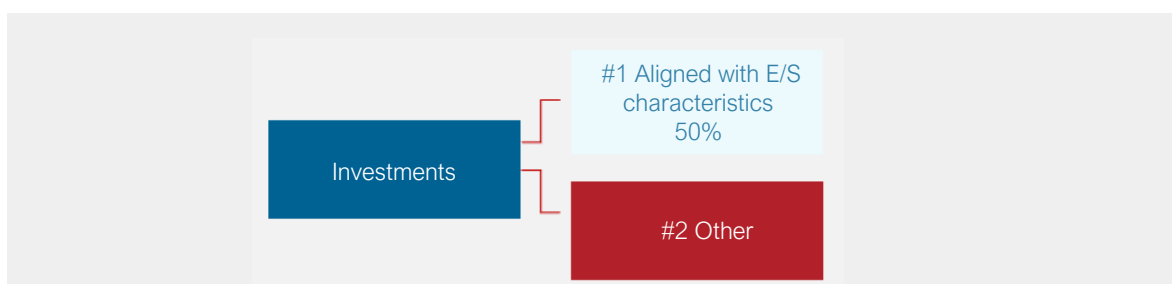 #1 Aligned with E/S
characteristics
50%
Investments
#2 Other